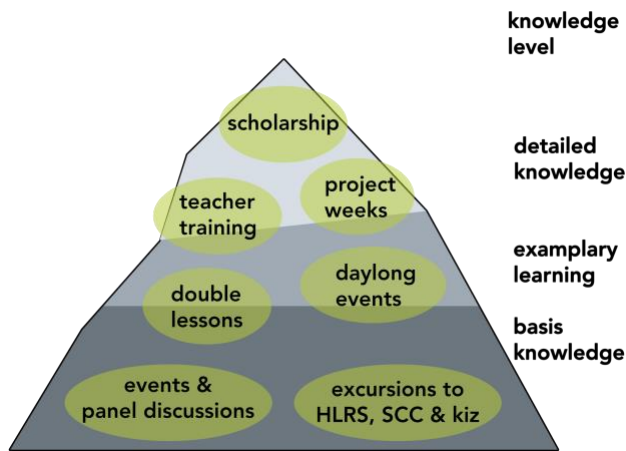 knowledge
level
scholarship
detailed
knowledge
teacher
training
project
weeks
examplary
learning
double
lessons
daylong
events
basis
knowledge
events &
panel discussions
excursions to
HLRS, SCC & kiz